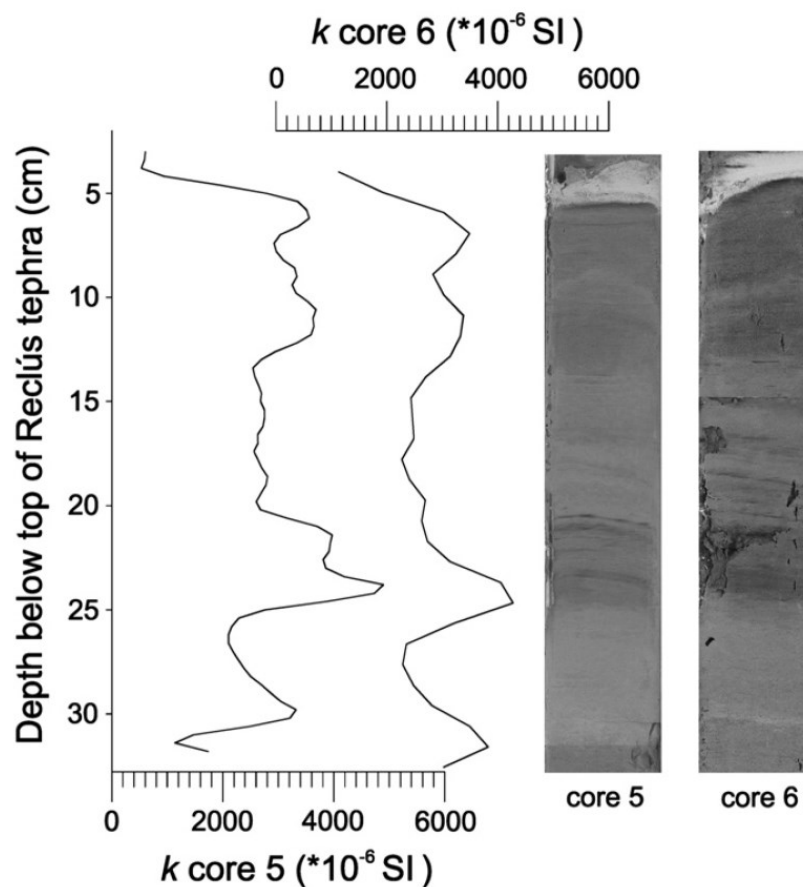 k core 6 (*10-6 SI )
0 2000 4000 6000
Depth below top of Reclús tephra (cm)
5
10
15
20
25
30
0 2000 4000 6000
k core 5 (*10-6 SI )
core 5
core 6